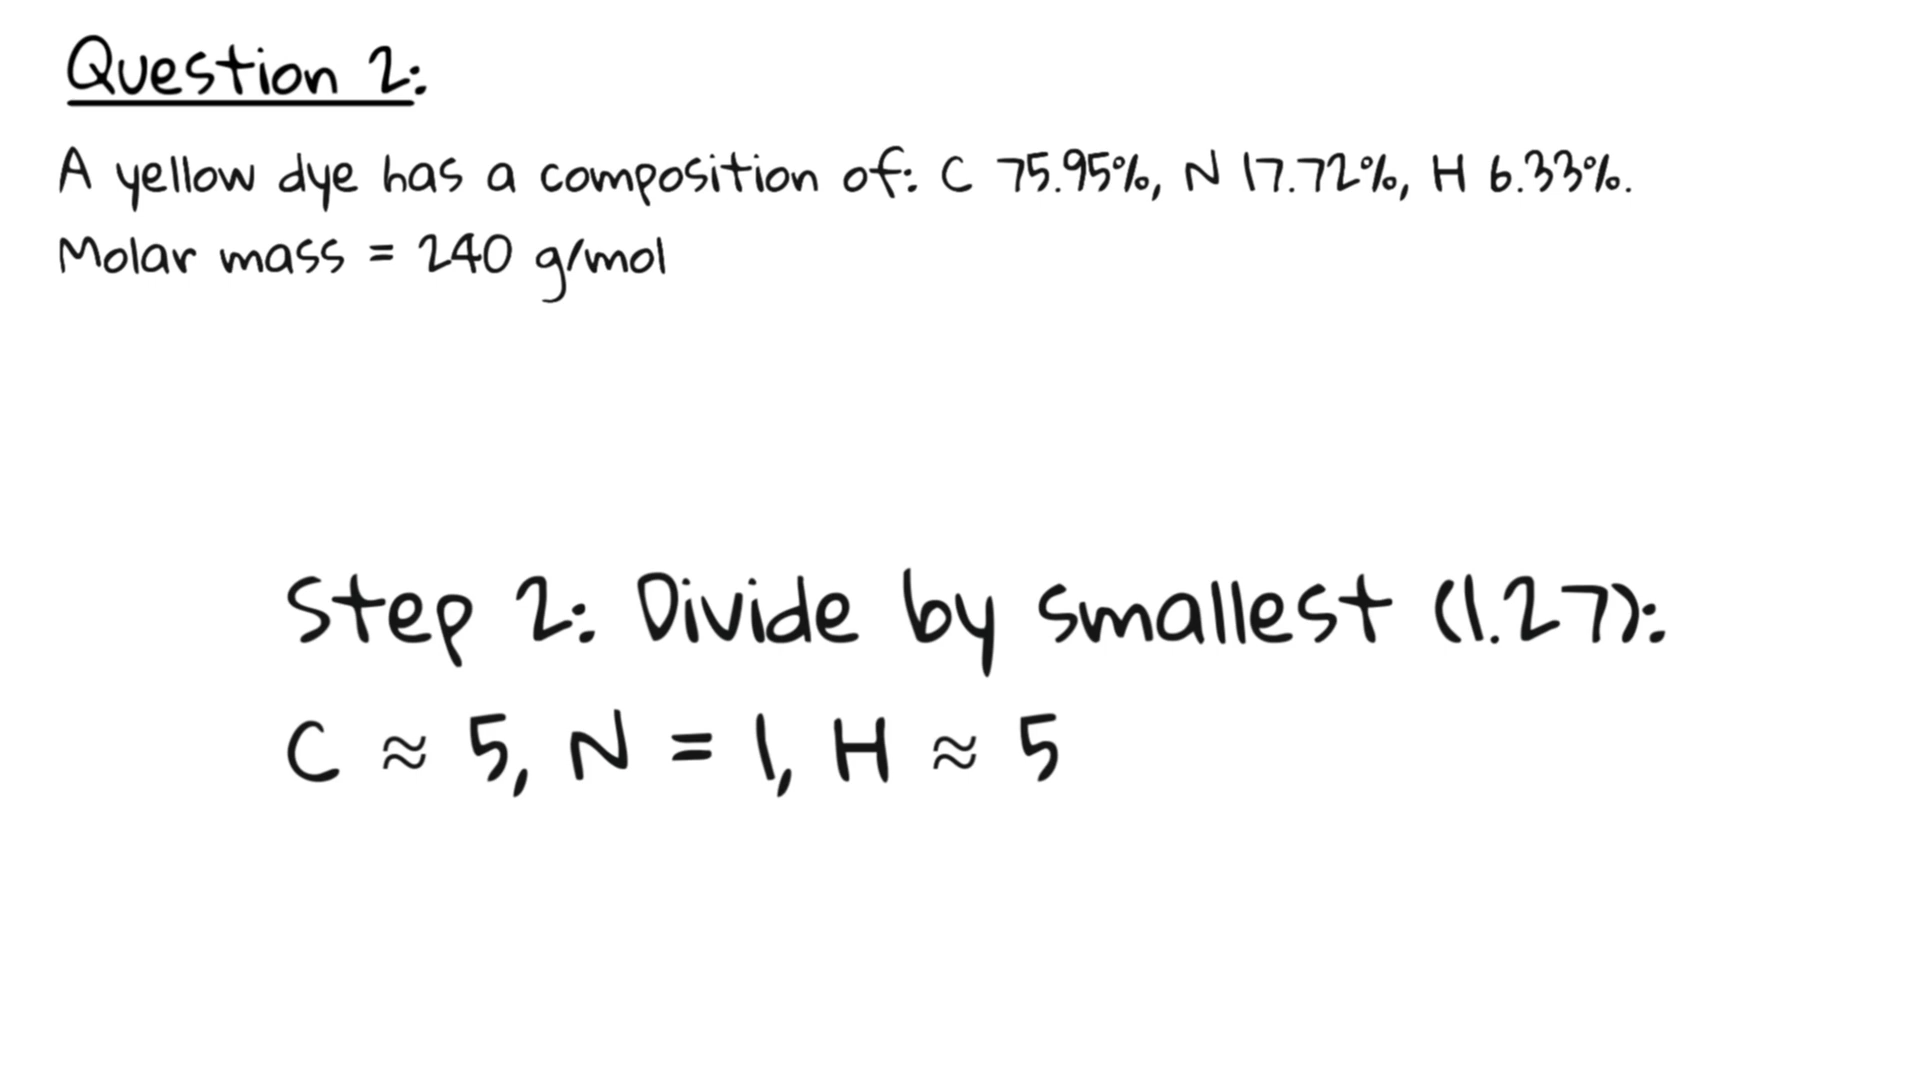 Question 2:
A yellow dye has a composition of: C 75.95%, N 17.72%, H 6.33%.
Molar mass = 240 g/mol
Step 2: Divide by smallest (1.27):
C ≈ 5, N = 1, H ≈ 5